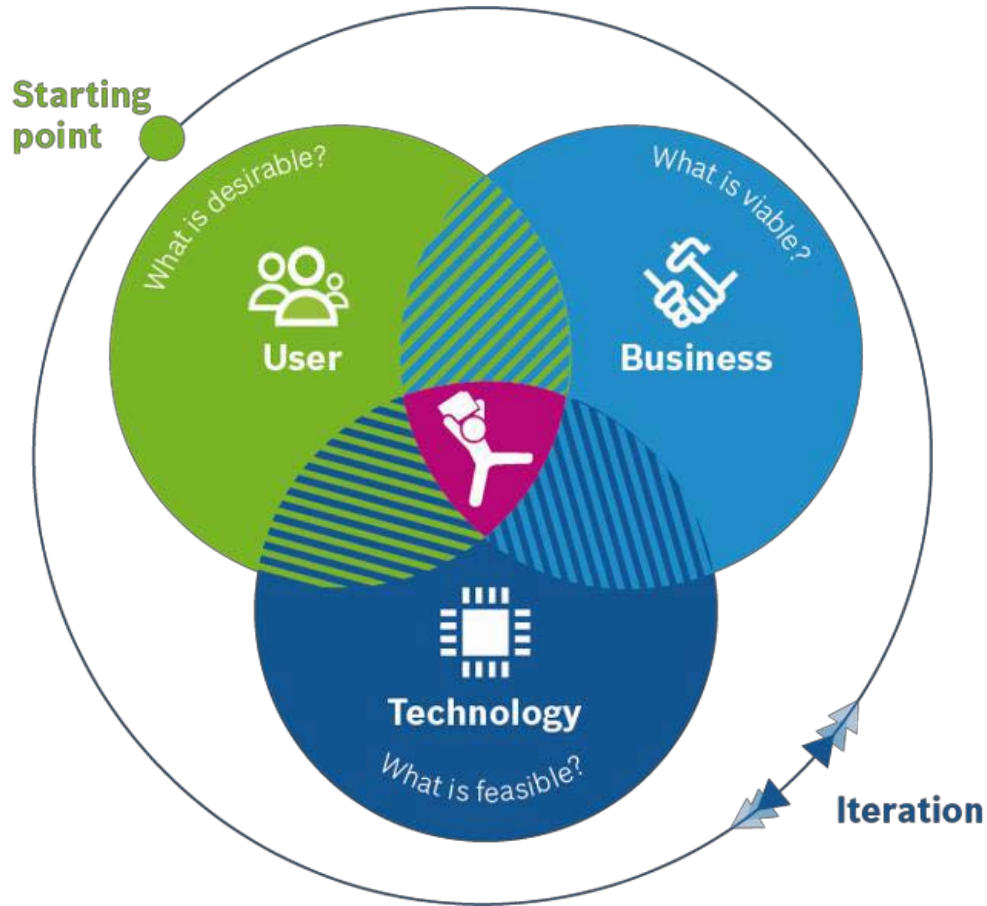 Starting
point
What is desirable?
What is viable?
User
Business
Technology
What is feasible?
Iteration